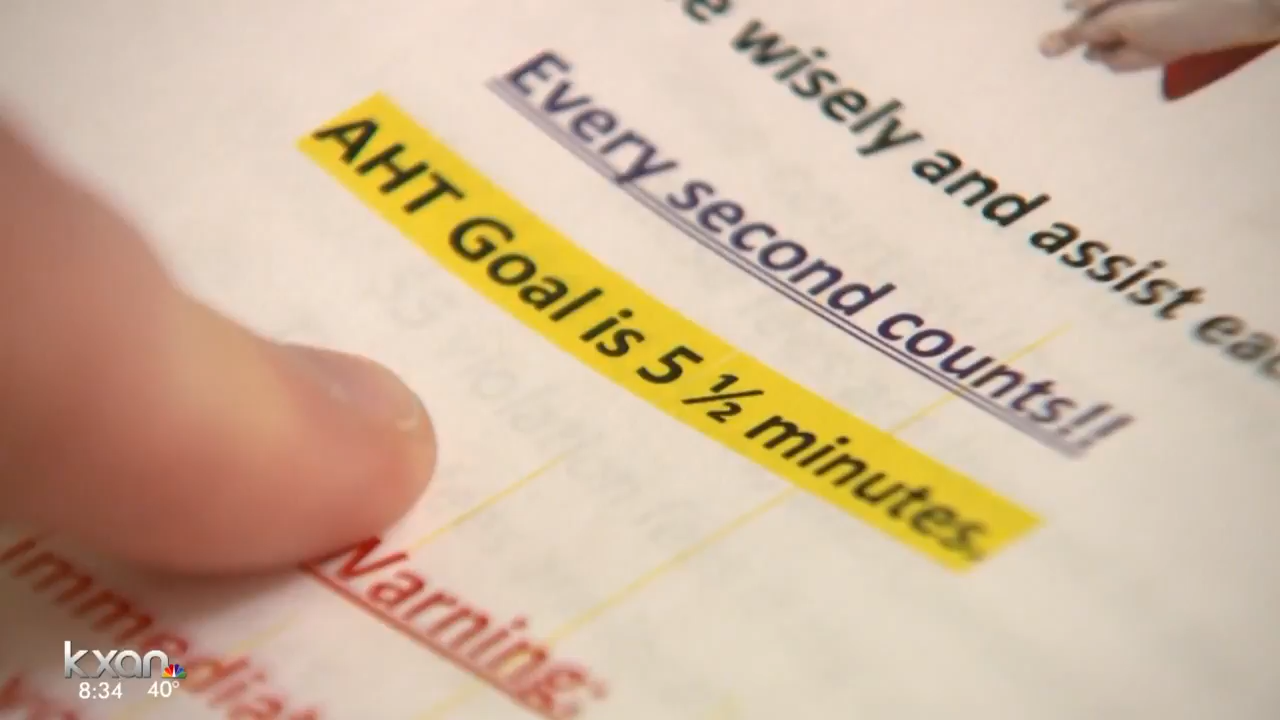 wisely and assist
Every second counts!!
AHT Goal is 5 ½ minutes.
Warning:
Immediat
kxan
8:34 40°